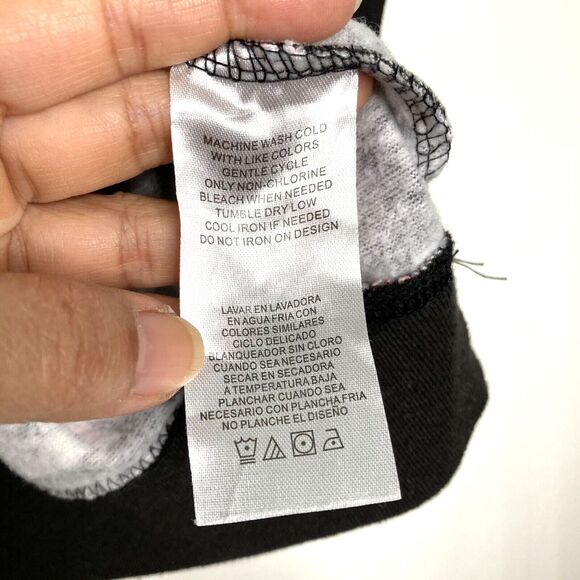 MACHINE WASH COLD
WITH LIKE COLORS
GENTLE CYCLE
ONLY NON-CHLORINE
BLEACH WHEN NEEDED
TUMBLE DRY LOW
COOL IRON IF NEEDED
DO NOT IRON ON DESIGN
LAVAR EN LAVADORA
EN AGUA FRIA CON
COLORES SIMILARES
CICLO DELICADO
BLANQUEADOR SIN CLORO
CUANDO SEA NECESARIO
SECAR EN SECADORA
A TEMPERATURA BAJA
PLANCHAR CUANDO SEA
NECESARIO CON PLANCHA FRIA
NO PLANCHE EL DISEÑO